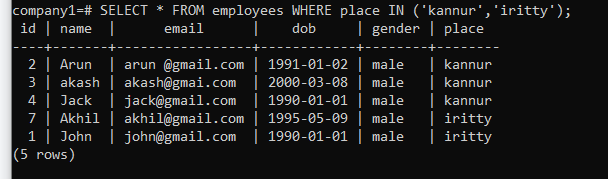 company1=# SELECT * FROM employees WHERE place IN ('kannur','iritty');
 id | name  |      email      |    dob     | gender | place
----+-------+-----------------+------------+--------+--------
  2 | Arun  | arun @gmail.com | 1991-01-02 | male   | kannur
  3 | akash | akash@gmai.com  | 2000-03-08 | male   | kannur
  4 | Jack  | jack@gmail.com  | 1990-01-01 | male   | kannur
  7 | Akhil | akhil@gmail.com | 1995-05-09 | male   | iritty
  1 | John  | john@gmail.com  | 1990-01-01 | male   | iritty
(5 rows)